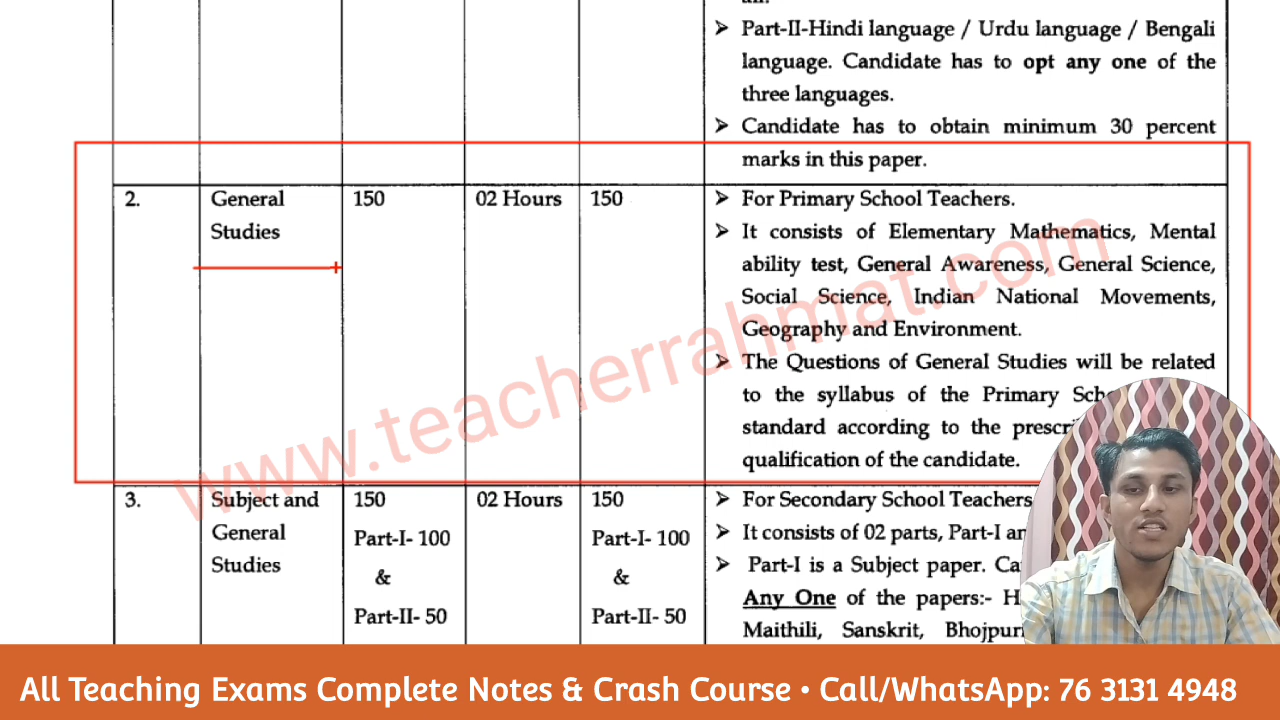 all.
➤ Part-II-Hindi language / Urdu language / Bengali
language. Candidate has to opt any one of the
three languages.
➤ Candidate has to obtain minimum 30 percent
marks in this paper.
2. General 150 02 Hours 150 ➤ For Primary School Teachers.
Studies ➤ It consists of Elementary Mathematics, Mental
ability test, General Awareness, General Science,
Social Science, Indian National Movements,
Geography and Environment.
➤ The Questions of General Studies will be related
to the syllabus of the Primary
standard according to the
qualification of the candidate.
www.teacherrahmat.com
3. Subject and 150 02 Hours 150 ➤ For Secondary School Teachers
General Part-I- 100 Part-I- 100 ➤ It consists of 02 parts, Part-I
Studies & & ➤ Part-I is a Subject paper.
Part-II- 50 Part-II- 50 Any One of the papers:-
Maithili, Sanskrit,
All Teaching Exams Complete Notes & Crash Course • Call/WhatsApp: 76 3131 4948